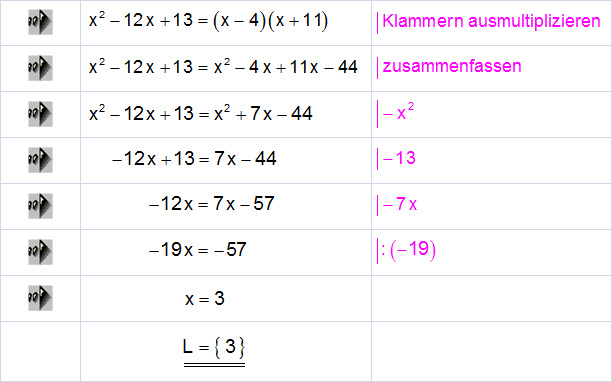 x² − 12x + 13 = (x − 4)(x + 11) | Klammern ausmultiplizieren
x² − 12x + 13 = x² − 4x + 11x − 44 | zusammenfassen
x² − 12x + 13 = x² + 7x − 44 | − x²
−12x + 13 = 7x − 44 | − 13
−12x = 7x − 57 | − 7x
−19x = −57 | : (−19)
x = 3
L = { 3 }